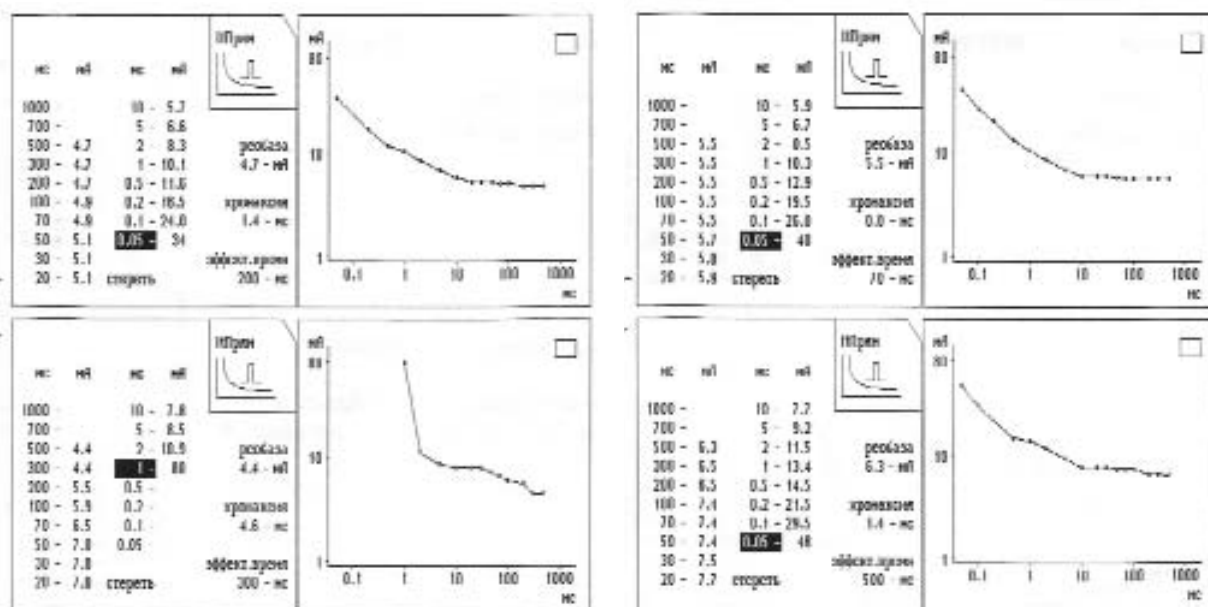 мс мА мс мА
1000 - 10 - 5.7
700 - 5 - 6.6
500 - 4.7 2 - 8.3 реобаза
300 - 4.7 1 - 10.1 4.7 - мА
200 - 4.7 0.5 - 11.6
100 - 4.9 0.2 - 16.5 хронаксия
70 - 4.9 0.1 - 24.0 1.4 - мс
50 - 5.1 0.05 - 34
30 - 5.1 эффект.время
20 - 5.1 стереть 200 - мс
мА
80
10
1
0.1 1 10 100 1000
мс
мс мА мс мА
1000 - 10 - 5.9
700 - 5 - 6.7
500 - 5.5 2 - реобаза
300 - 5.5 1 - 10.3 5.5 - мА
200 - 5.5 0.5 - 12.9
100 - 5.5 0.2 - 19.5 хронаксия
70 - 5.5 0.1 - 26.0 - мс
50 - 5.7 0.05 - 40
30 - эффект.время
20 - 5.8 стереть 70 - мс
мА
80
10
1
0.1 1 10 100 1000
мс
мс мА мс мА
1000 10 - 7.8
700 - 5 - 8.5
500 - 4.4 2 - 10.9 реобаза
300 - 4.4 1 - 80 4.4 - мА
200 - 5.5 0.5 -
100 - 5.9 0.2 - хронаксия
70 - 6.5 0.1 - 4.6 - мс
50 - 7.0 0.05 -
30 - 7.0 эффект.время
20 - 7.0 стереть 300 - мс
мА
80
10
1
0.1 1 10 100 1000
мс
мс мА мс мА
1000 - 10 - 7.7
700 - 5 - 9.2
500 - 6.3 2 - 11.5 реобаза
300 - 6.5 1 - 13.4 6.3 - мА
200 - 6.5 0.5 - 14.5
100 - 7.4 0.2 - 21.5 хронаксия
70 - 7.4 0.1 - 29.5 1.4 - мс
50 - 7.4 0.05 - 48
30 - 7.5 эффект.время
20 - 7.7 стереть 500 - мс
мА
80
10
1
0.1 1 10 100 1000
мс